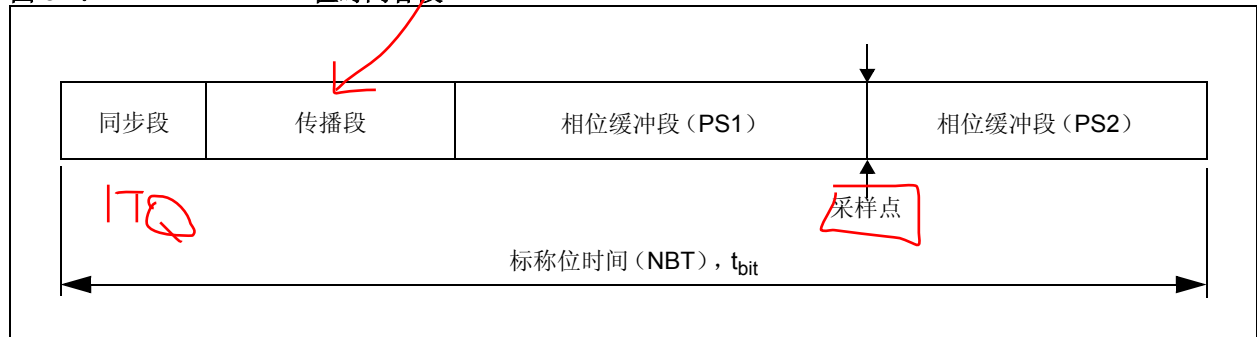 同步段
传播段
相位缓冲段（PS1）
相位缓冲段（PS2）
1TQ
采样点
标称位时间（NBT），tbit